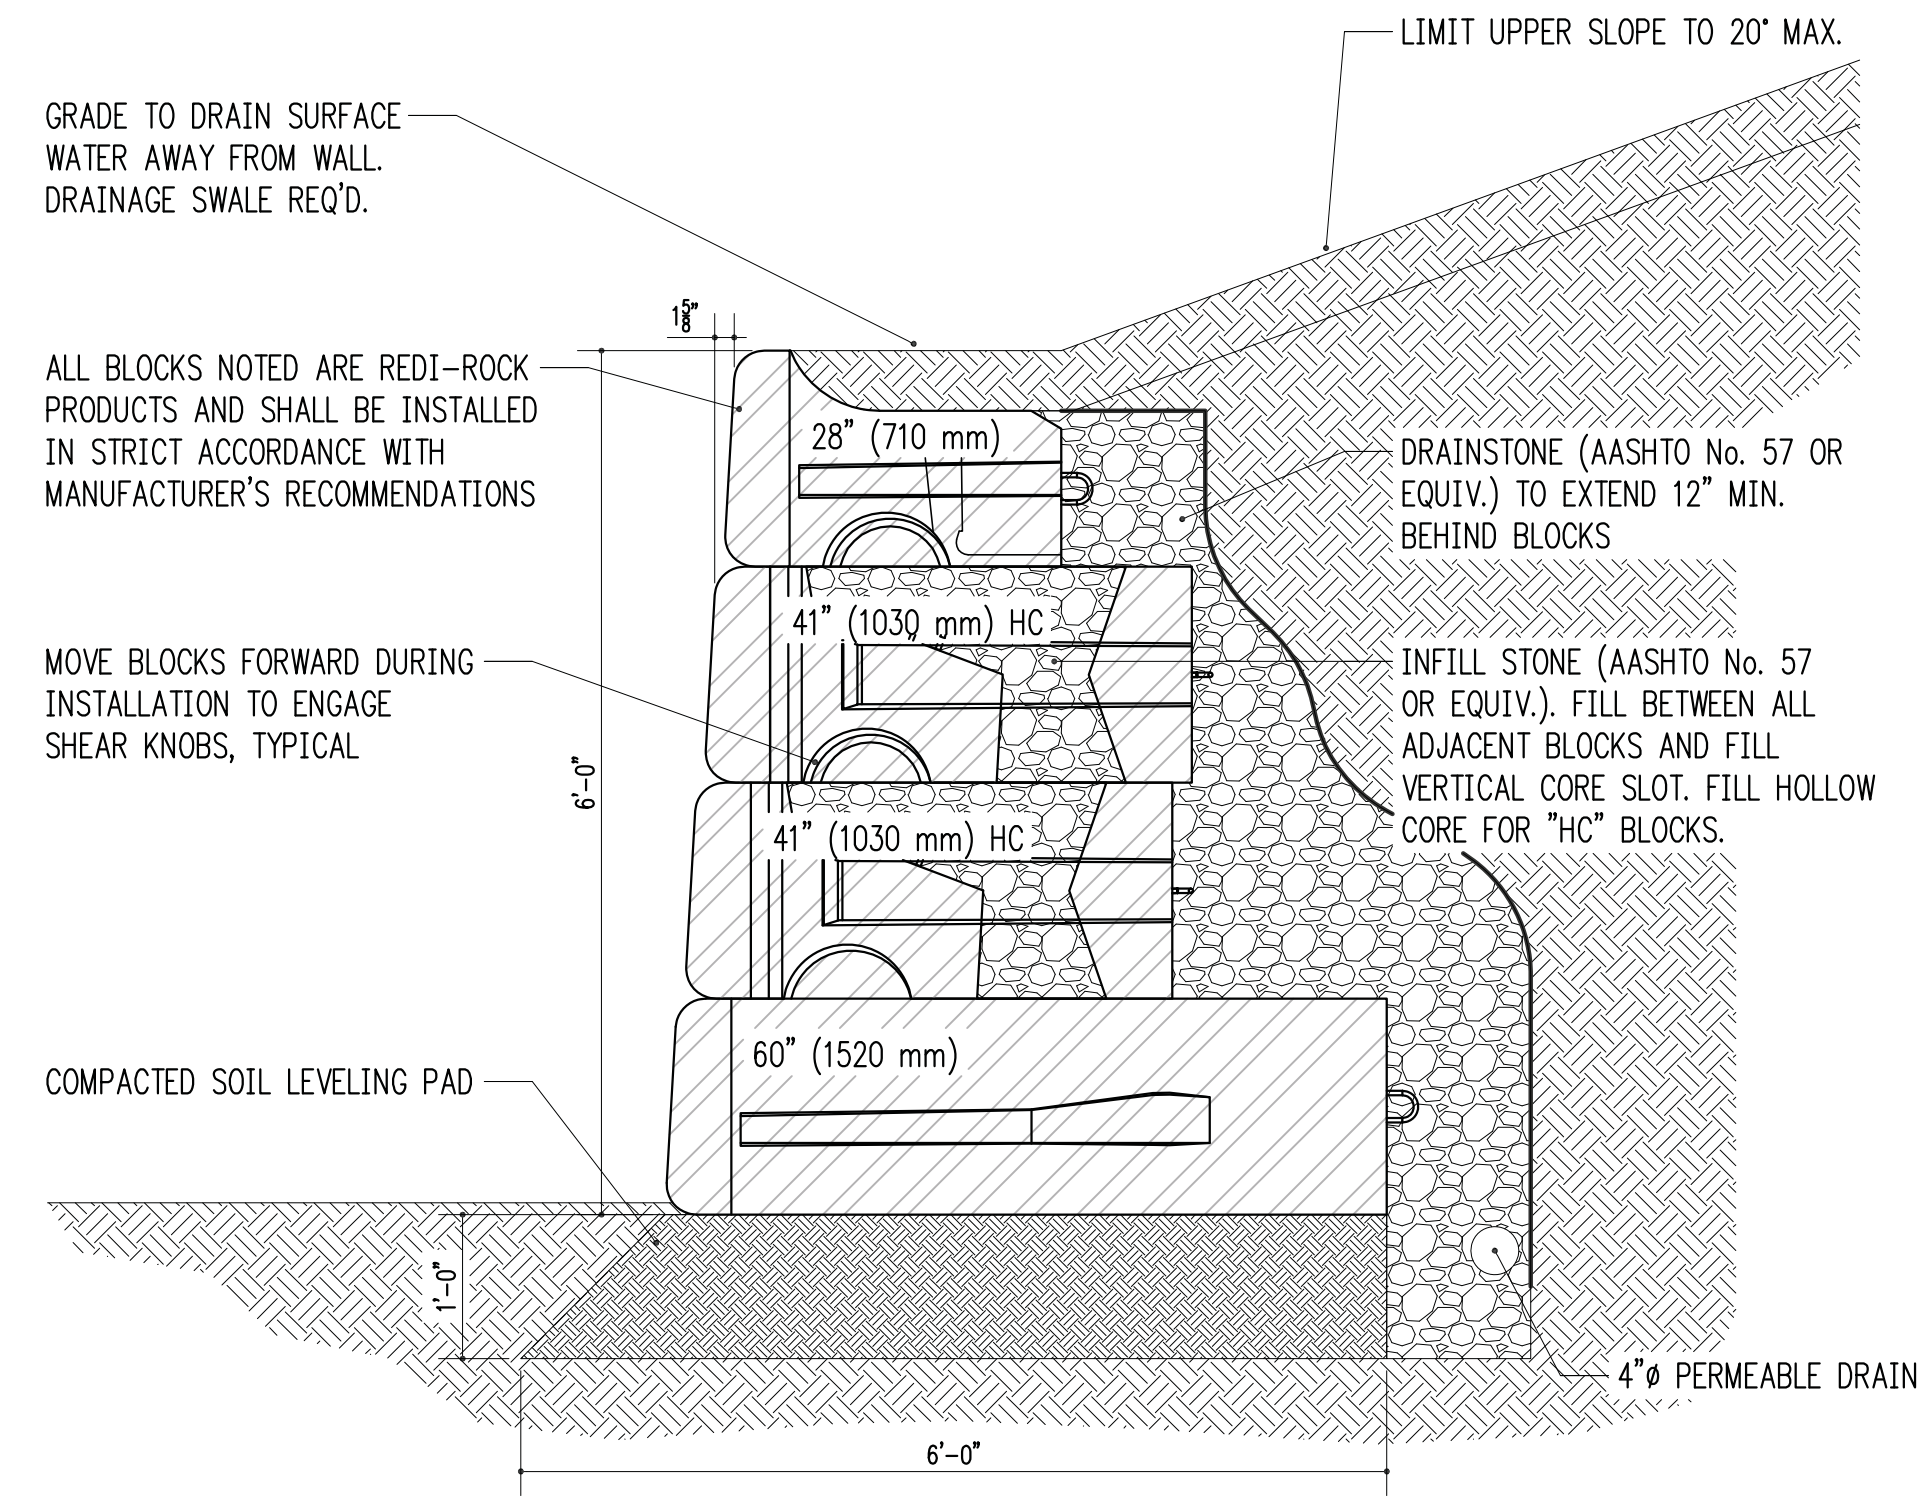 LIMIT UPPER SLOPE TO 20° MAX.
GRADE TO DRAIN SURFACE
WATER AWAY FROM WALL.
DRAINAGE SWALE REQ'D.
1 5/8"
ALL BLOCKS NOTED ARE REDI-ROCK
PRODUCTS AND SHALL BE INSTALLED
IN STRICT ACCORDANCE WITH
MANUFACTURER'S RECOMMENDATIONS
28" (710 mm)
DRAINSTONE (AASHTO No. 57 OR
EQUIV.) TO EXTEND 12" MIN.
BEHIND BLOCKS
41" (1030 mm) HC
MOVE BLOCKS FORWARD DURING
INSTALLATION TO ENGAGE
SHEAR KNOBS, TYPICAL
INFILL STONE (AASHTO No. 57
OR EQUIV.). FILL BETWEEN ALL
ADJACENT BLOCKS AND FILL
VERTICAL CORE SLOT. FILL HOLLOW
CORE FOR "HC" BLOCKS.
6'-0"
41" (1030 mm) HC
60" (1520 mm)
COMPACTED SOIL LEVELING PAD
1'-0"
4"ø PERMEABLE DRAIN
6'-0"